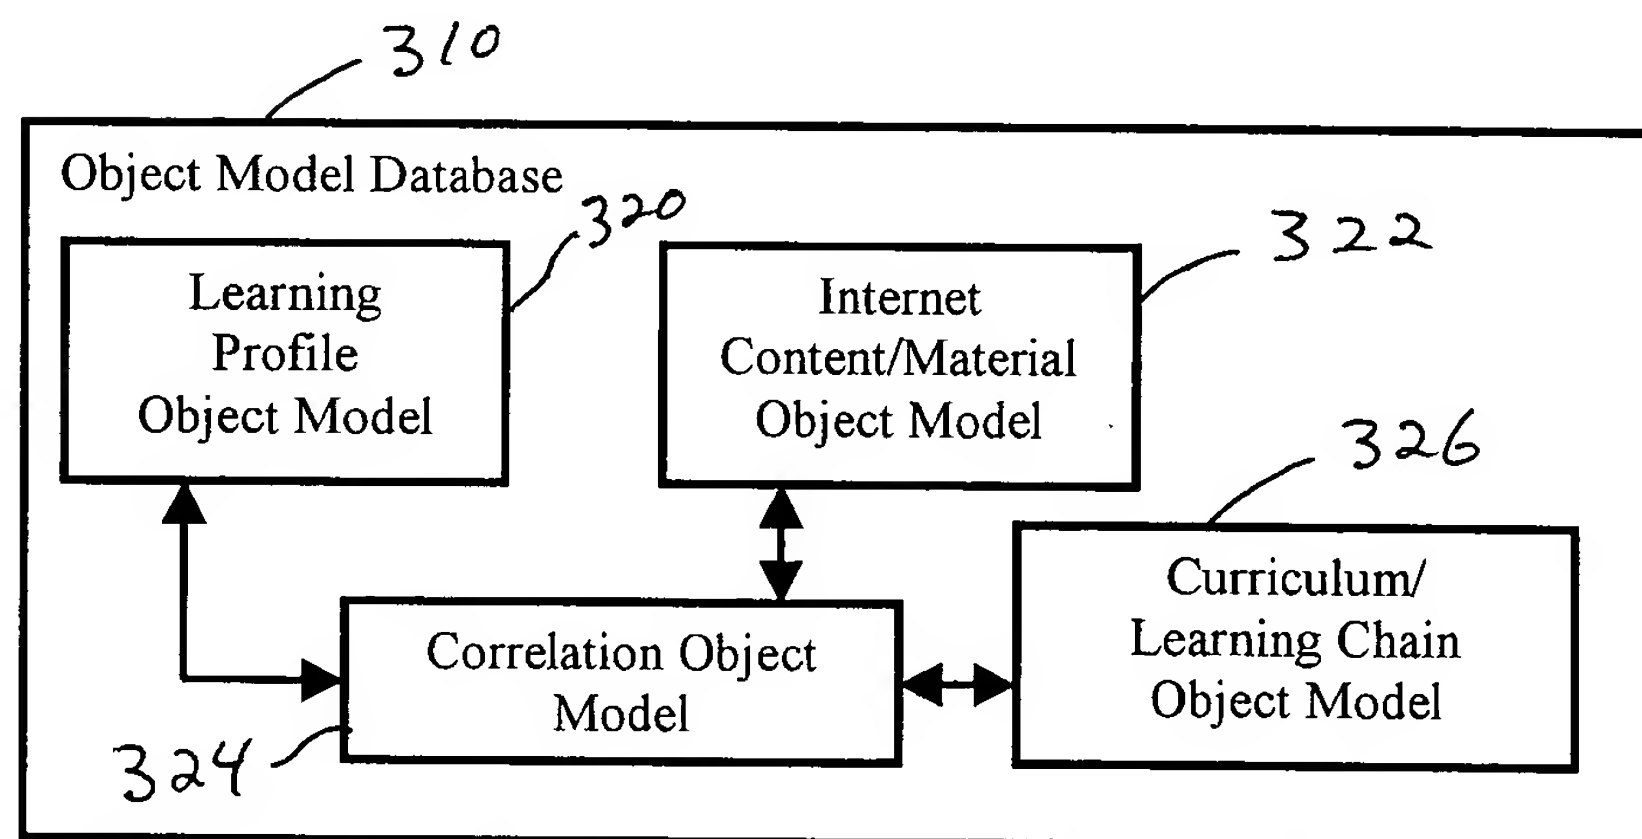 310
Object Model Database
320
322
Learning
Profile
Object Model
Internet
Content/Material
Object Model
326
Curriculum/
Learning Chain
Object Model
Correlation Object
Model
324